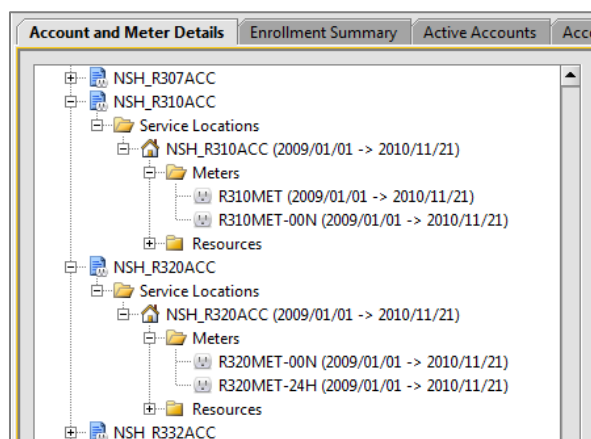 Account and Meter Details Enrollment Summary Active Accounts Acc
NSH_R307ACC
NSH_R310ACC
Service Locations
NSH_R310ACC (2009/01/01 -> 2010/11/21)
Meters
R310MET (2009/01/01 -> 2010/11/21)
R310MET-00N (2009/01/01 -> 2010/11/21)
Resources
NSH_R320ACC
Service Locations
NSH_R320ACC (2009/01/01 -> 2010/11/21)
Meters
R320MET-00N (2009/01/01 -> 2010/11/21)
R320MET-24H (2009/01/01 -> 2010/11/21)
Resources
NSH_R332ACC